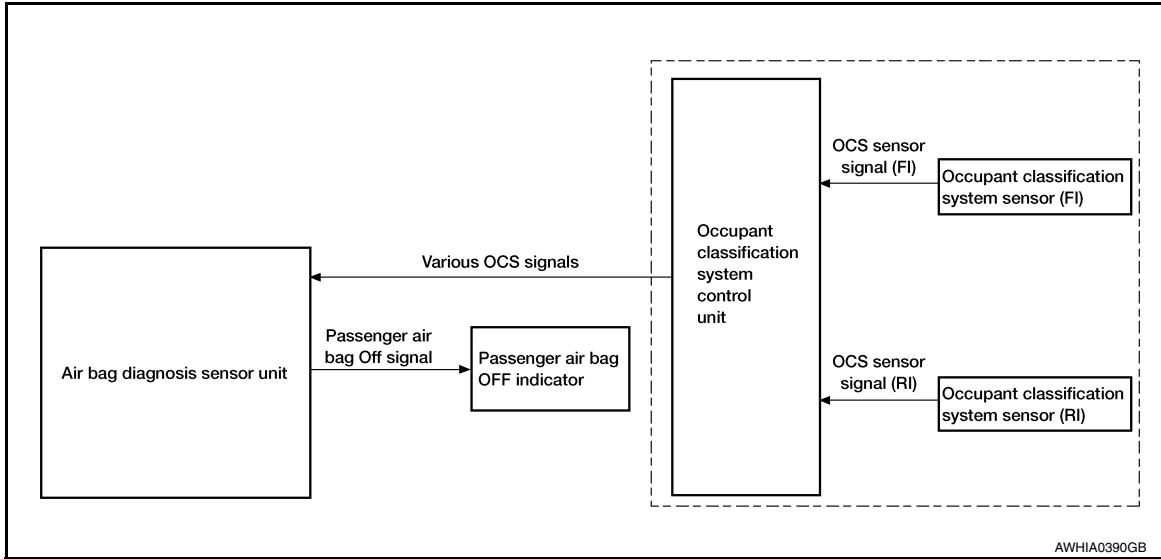 OCS sensor
signal (FI)
Occupant classification
system sensor (FI)
Occupant
classification
system
control
unit
Various OCS signals
Passenger air
bag Off signal
Air bag diagnosis sensor unit
Passenger air bag
OFF indicator
OCS sensor
signal (RI)
Occupant classification
system sensor (RI)
AWHIA0390GB